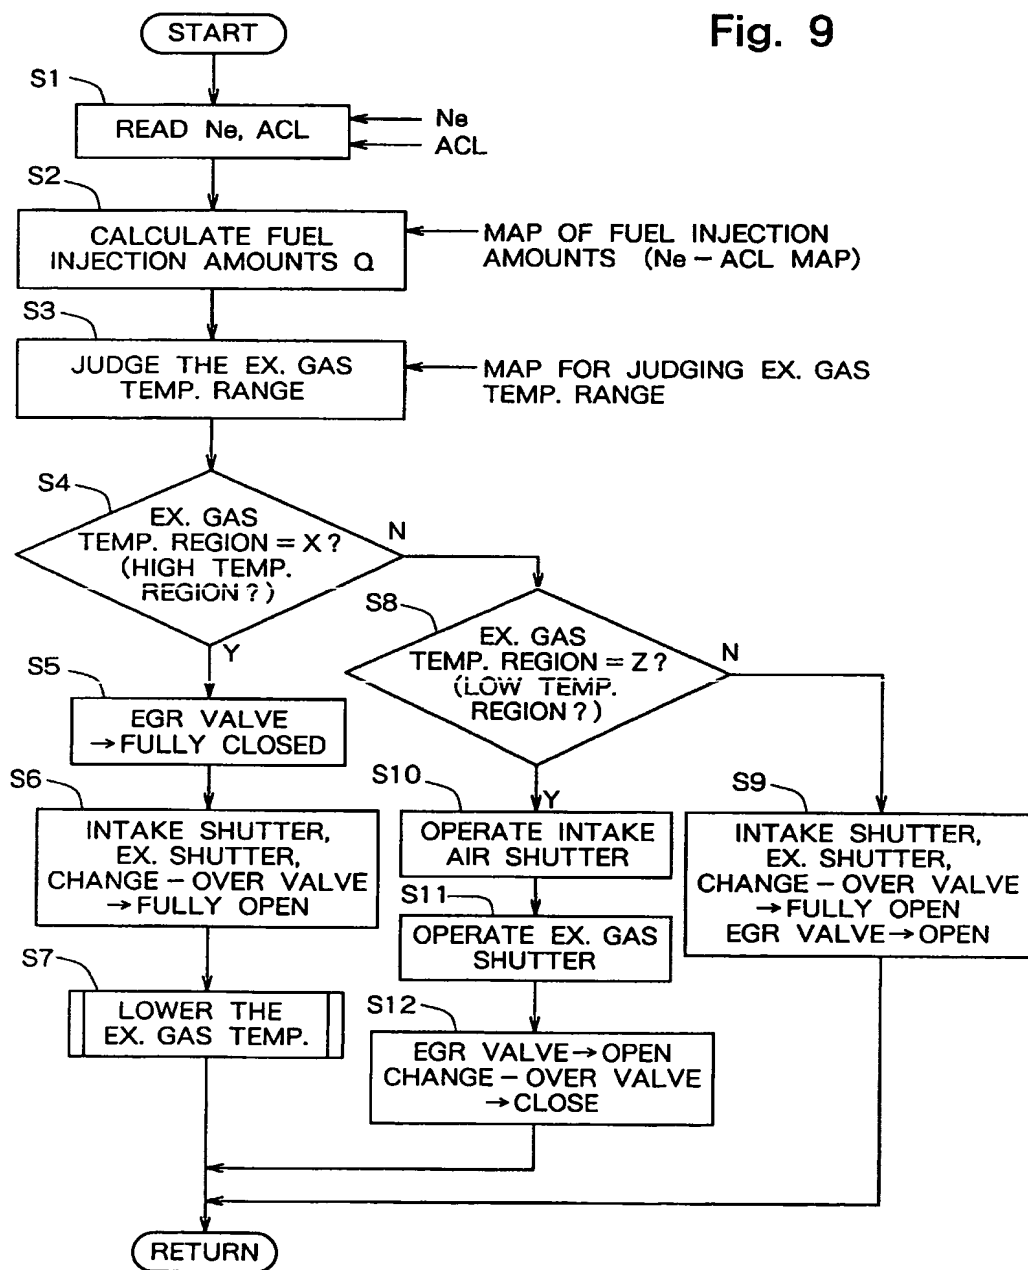 Fig. 9
START
S1
READ Ne, ACL
Ne
ACL
S2
CALCULATE FUEL
INJECTION AMOUNTS Q
MAP OF FUEL INJECTION
AMOUNTS (Ne-ACL MAP)
S3
JUDGE THE EX. GAS
TEMP. RANGE
MAP FOR JUDGING EX. GAS
TEMP. RANGE
S4
EX. GAS
TEMP. REGION = X?
(HIGH TEMP.
REGION?)
N
Y
S5
EGR VALVE
→FULLY CLOSED
S6
INTAKE SHUTTER,
EX. SHUTTER,
CHANGE-OVER VALVE
→FULLY OPEN
S7
LOWER THE
EX. GAS TEMP.
S8
EX. GAS
TEMP. REGION = Z?
(LOW TEMP.
REGION?)
N
Y
S10
OPERATE INTAKE
AIR SHUTTER
S11
OPERATE EX. GAS
SHUTTER
S12
EGR VALVE→OPEN
CHANGE-OVER VALVE
→CLOSE
S9
INTAKE SHUTTER,
EX. SHUTTER,
CHANGE-OVER VALVE
→FULLY OPEN
EGR VALVE→OPEN
RETURN